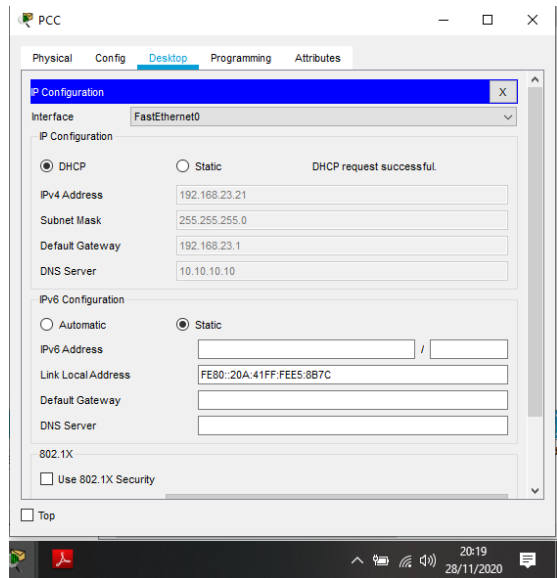 PCC
Physical Config Desktop Programming Attributes
IP Configuration X
Interface FastEthernet0
IP Configuration
DHCP Static DHCP request successful.
IPv4 Address 192.168.23.21
Subnet Mask 255.255.255.0
Default Gateway 192.168.23.1
DNS Server 10.10.10.10
IPv6 Configuration
Automatic Static
IPv6 Address /
Link Local Address FE80::20A:41FF:FEE5:8B7C
Default Gateway
DNS Server
802.1X
Use 802.1X Security
Top
20:19
28/11/2020